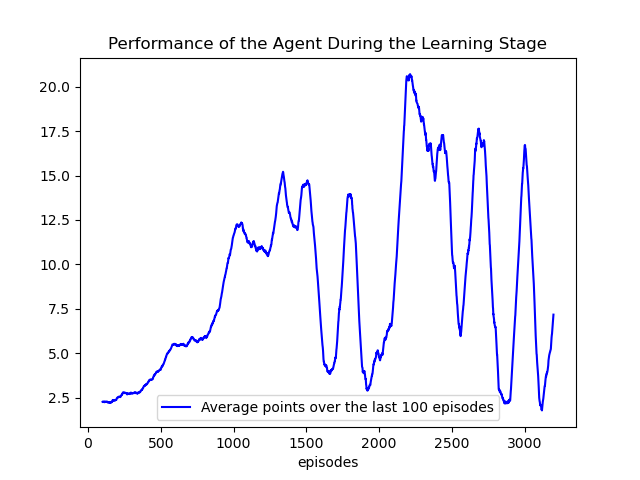 Performance of the Agent During the Learning Stage
20.0
17.5
15.0
12.5
10.0
7.5
5.0
2.5
Average points over the last 100 episodes
0 500 1000 1500 2000 2500 3000
episodes